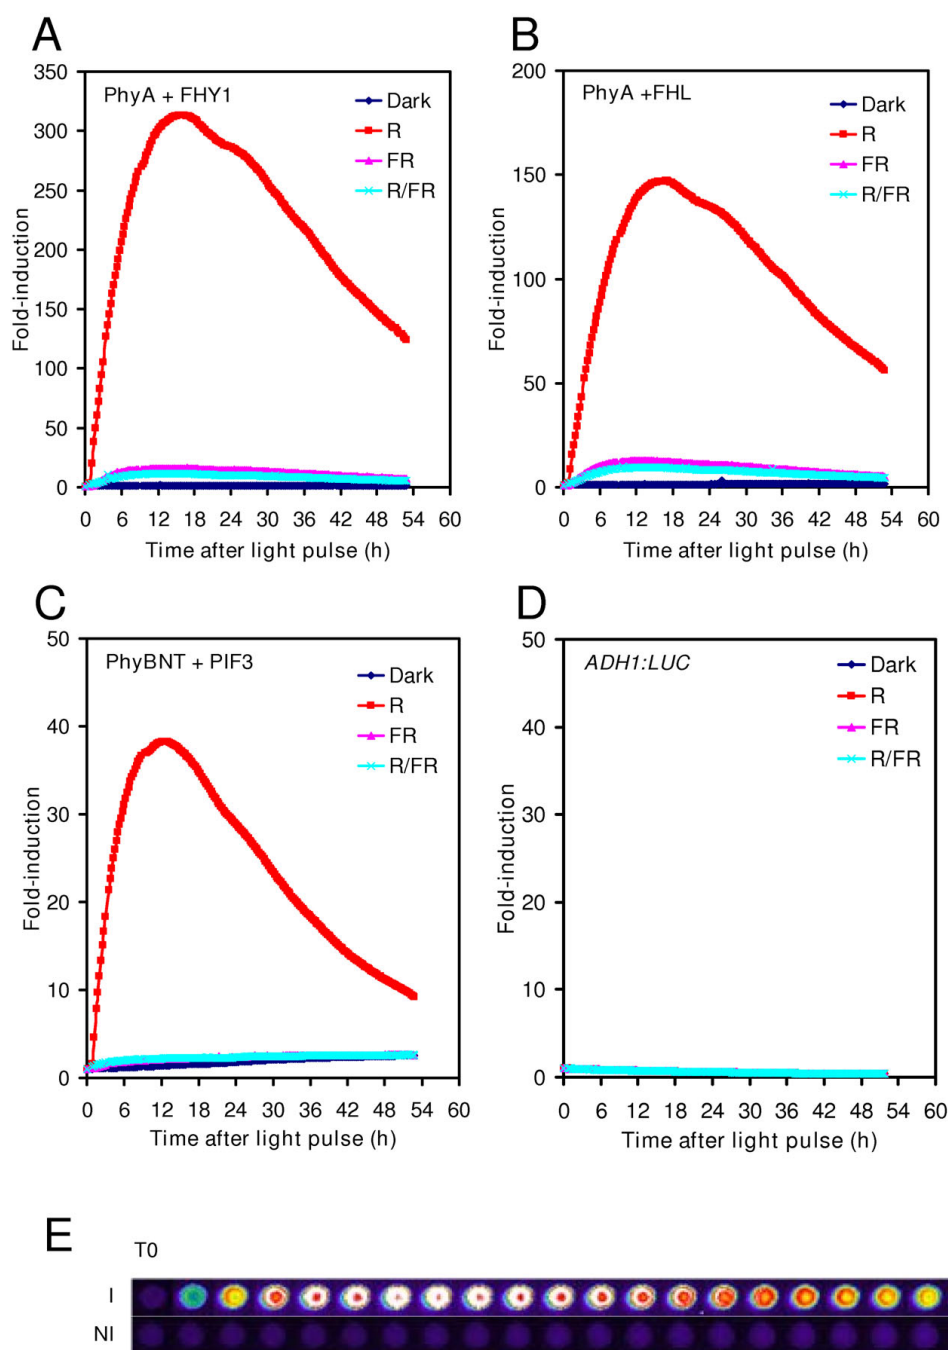 A
PhyA + FHY1
Dark
R
FR
R/FR
350
300
250
200
150
100
50
0
Fold-induction
0 6 12 18 24 30 36 42 48 54 60
Time after light pulse (h)
B
PhyA +FHL
Dark
R
FR
R/FR
200
150
100
50
0
Fold-induction
0 6 12 18 24 30 36 42 48 54 60
Time after light pulse (h)
C
PhyBNT + PIF3
Dark
R
FR
R/FR
50
40
30
20
10
0
Fold-induction
0 6 12 18 24 30 36 42 48 54 60
Time after light pulse (h)
D
ADH1:LUC
Dark
R
FR
R/FR
50
40
30
20
10
0
Fold-induction
0 6 12 18 24 30 36 42 48 54 60
Time after light pulse (h)
E
T0
I
NI